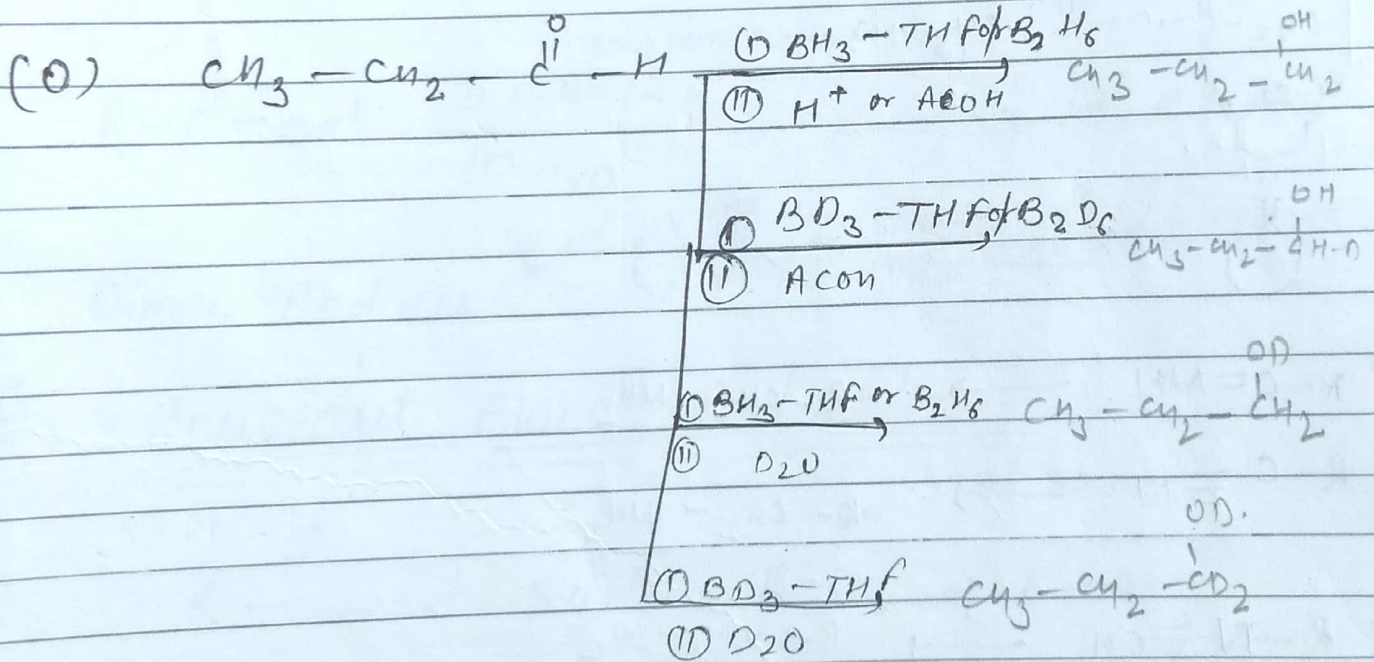 O OH
(O) CH3 - CH2 - C - H (I) BH3 - THF or B2H6 CH3 - CH2 - CH2
(II) H+ or AcOH
OH
(I) BD3 - THF or B2D6 CH3 - CH2 - CH-D
(II) ACOH
OD
(I) BH3 - THF or B2H6 CH3 - CH2 - CH2
(II) D2O
OD.
(I) BD3 - THF CH3 - CH2 - CD2
(II) D2O